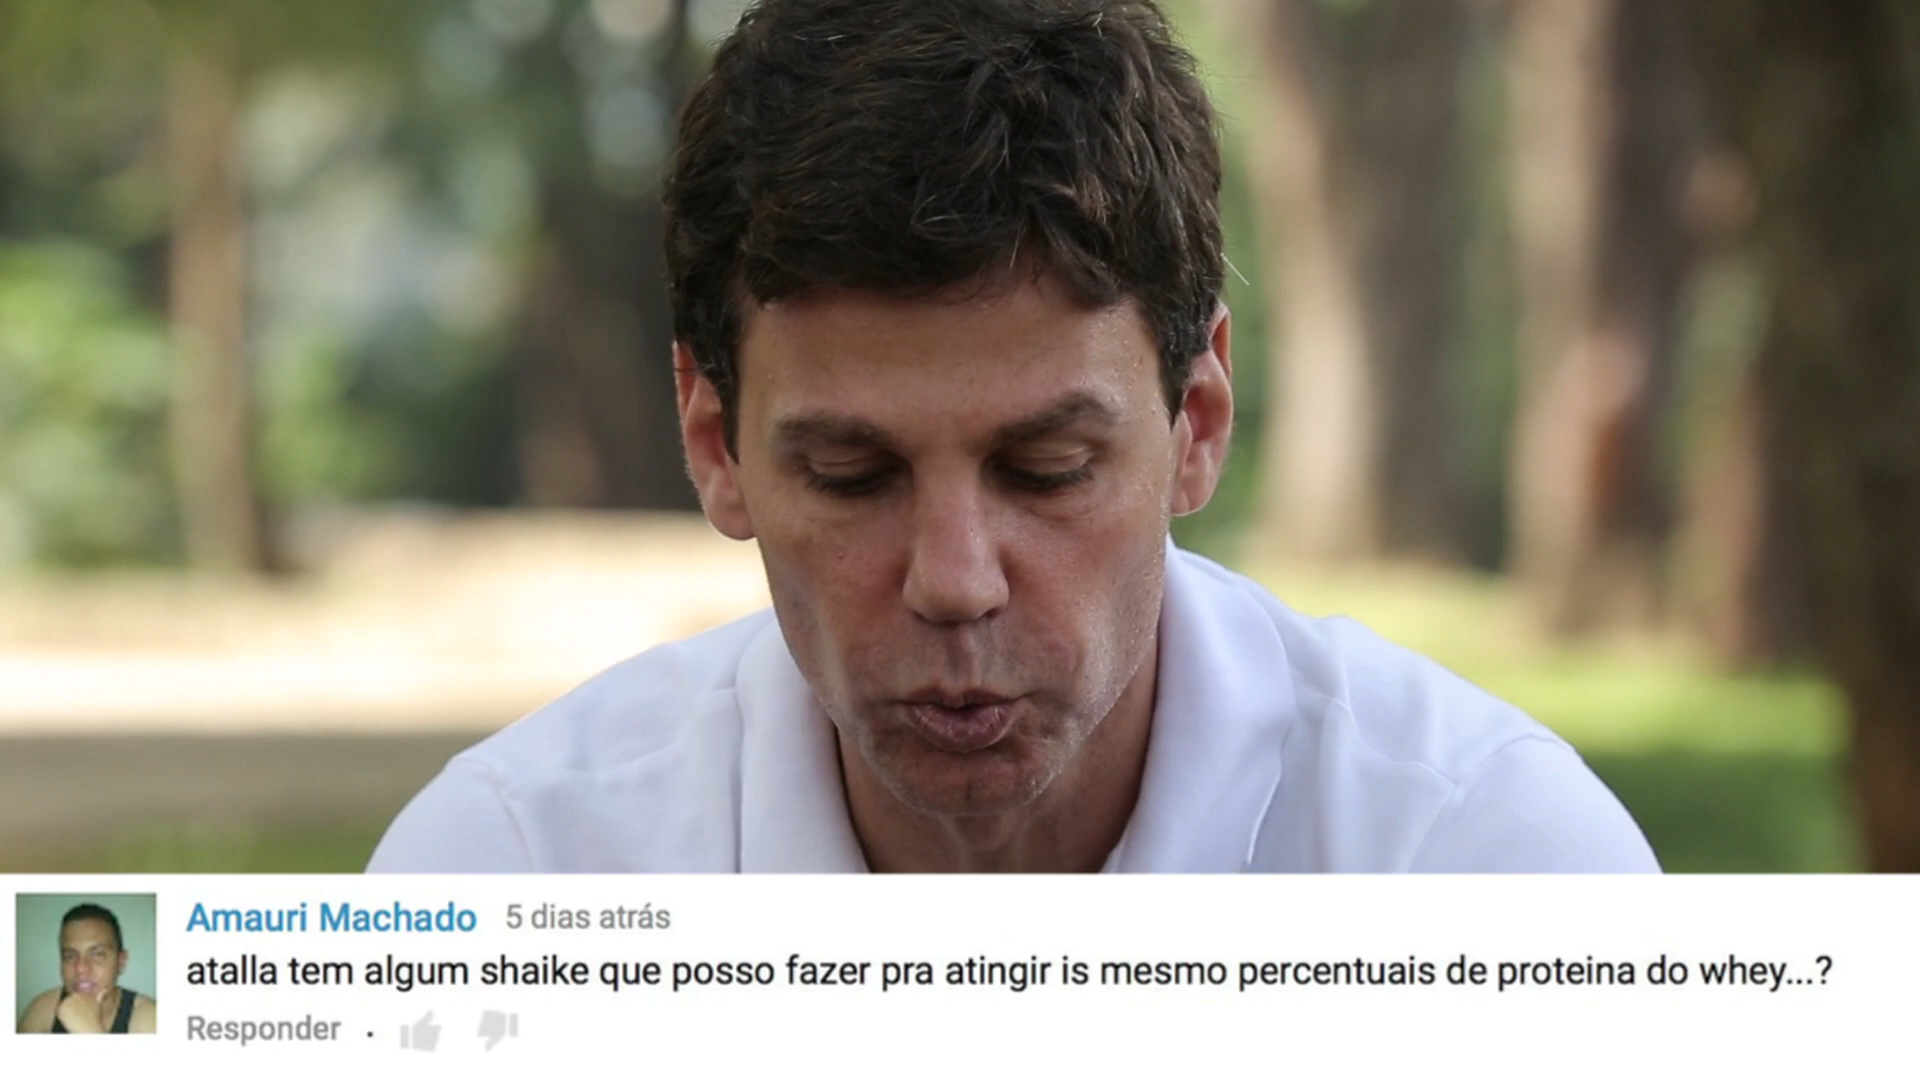 Amauri Machado 5 dias atrás
atalla tem algum shaike que posso fazer pra atingir is mesmo percentuais de proteina do whey...?
Responder .